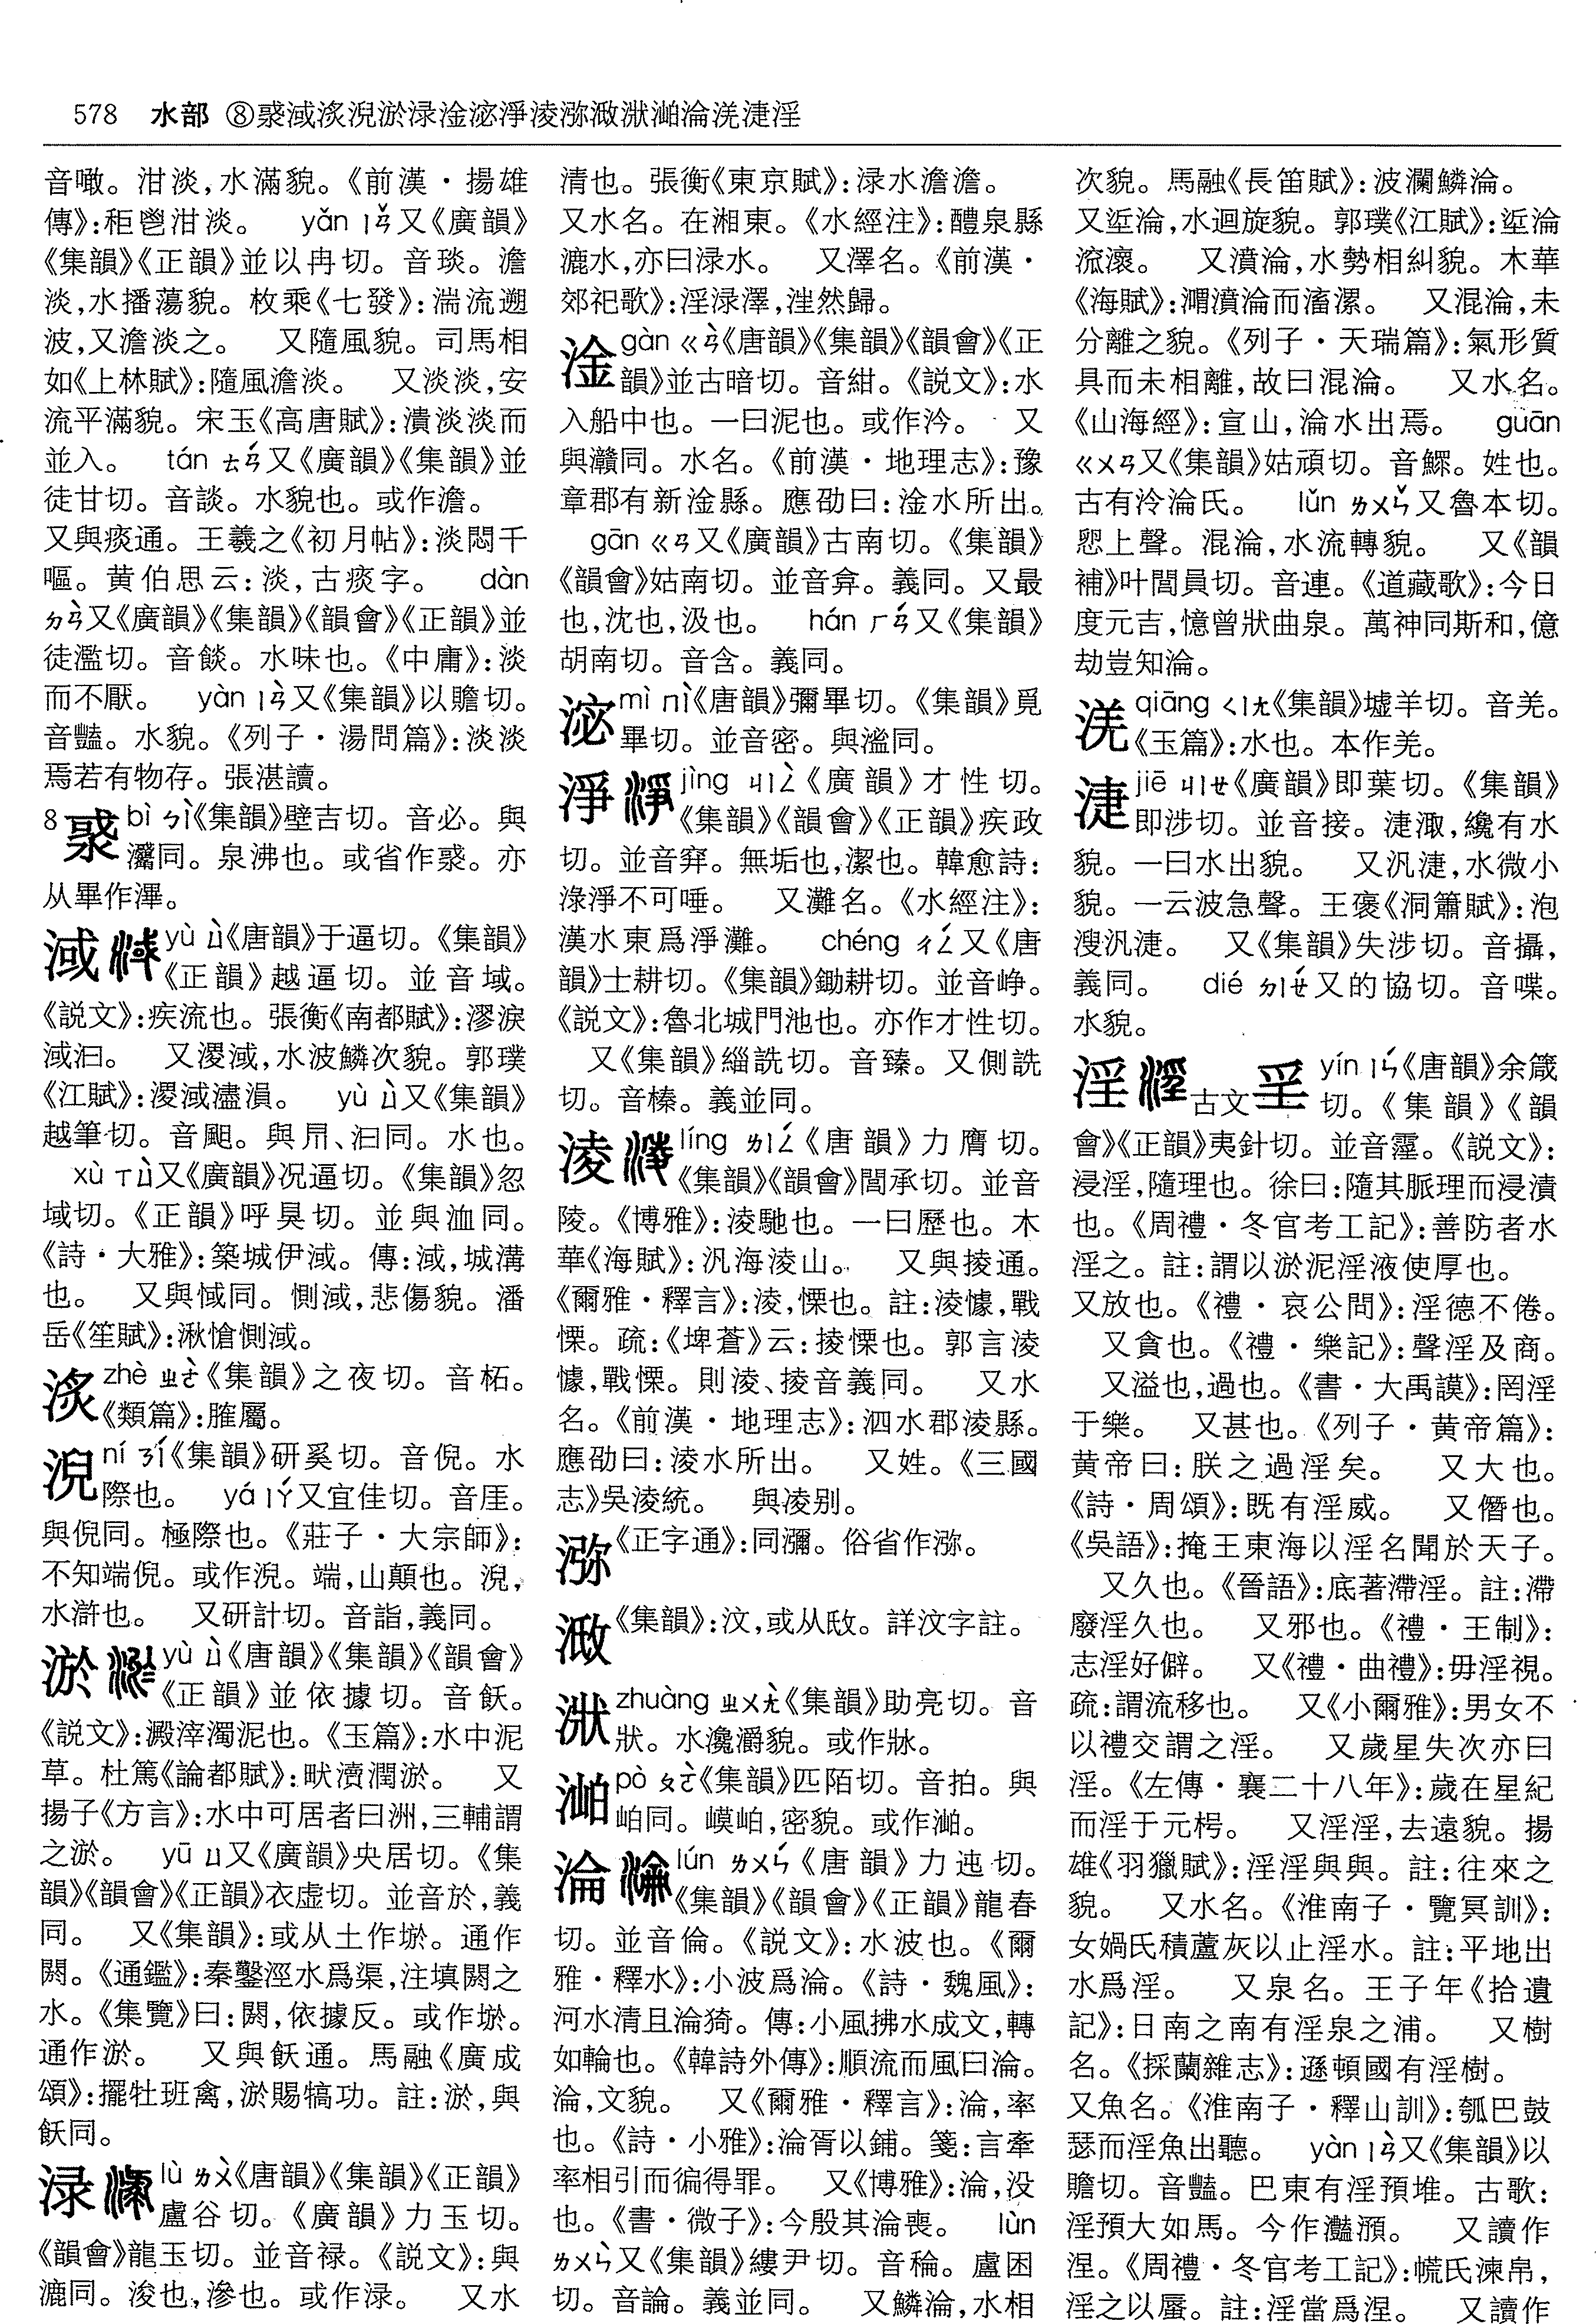 578 水部 ⑧淢淢㳼淣淤渌淦淧淨淩㳽潣洑湐淪羌淁淫
音噉。泔淡,水滿貌。《前漢·揚雄
傳》:秬鬯泔淡。 yǎn ㄧㄢˇ又《廣韻》
《集韻》《正韻》並以冉切。音琰。澹
淡,水播蕩貌。枚乘《七發》:湍流遡
波,又澹淡之。 又隨風貌。司馬相
如《上林賦》:隨風澹淡。 又淡淡,安
流平滿貌。宋玉《高唐賦》:潰淡淡而
並入。 tán ㄊㄢˊ又《廣韻》《集韻》並
徒甘切。音談。水貌也。或作澹。
又與痰通。王羲之《初月帖》:淡悶千
嘔。黄伯思云:淡,古痰字。 dàn
ㄉㄢˋ又《廣韻》《集韻》《韻會》《正韻》並
徒濫切。音餤。水味也。《中庸》:淡
而不厭。 yàn ㄧㄢˋ又《集韻》以贍切。
音豔。水貌。《列子·湯問篇》:淡淡
焉若有物存。張湛讀。
8 bì ㄅㄧˋ《集韻》壁吉切。音必。與
同。泉沸也。或省作。亦
从畢作滭。
淢 yù ㄩˋ《唐韻》于逼切。《集韻》
《正韻》越逼切。並音域。
《説文》:疾流也。張衡《南都賦》:漻淚
淢汩。 又㴒淢,水波鱗次貌。郭璞
《江賦》:㴒淢濜溳。 yù ㄩˋ又《集韻》
越筆切。音䫻。與㶜、汩同。水也。
xù ㄒㄩˋ又《廣韻》況逼切。《集韻》忽
域切。《正韻》呼狊切。並與洫同。
《詩·大雅》:築城伊淢。傳:淢,城溝
也。 又與惐同。惻淢,悲傷貌。潘
岳《笙賦》:湫愴惻淢。
zhè ㄓㄜˋ《集韻》之夜切。音柘。
《類篇》:䐑屬。
淣 ní ㄋㄧˊ《集韻》研奚切。音倪。水
際也。 yá ㄧㄚˊ又宜佳切。音厓。
與倪同。極際也。《莊子·大宗師》:
不知端倪。或作淣。端,山顛也。淣,
水滸也。 又研計切。音詣,義同。
淤 yù ㄩˋ《唐韻》《集韻》《韻會》
《正韻》並依據切。音飫。
《説文》:澱滓濁泥也。《玉篇》:水中泥
草。杜篤《論都賦》:畎瀆潤淤。 又
揚子《方言》:水中可居者曰洲,三輔謂
之淤。 yū ㄩ又《廣韻》央居切。《集
韻》《韻會》《正韻》衣虚切。並音於,義
同。 又《集韻》:或从土作埱。通作
閼。《通鑑》:秦鑿涇水爲渠,注填閼之
水。《集覽》曰:閼,依據反。或作埱。
通作淤。 又與飫通。馬融《廣成
頌》:擺牡班禽,淤賜犒功。註:淤,與
飫同。
渌 lù ㄌㄨˋ《唐韻》《集韻》《正韻》
盧谷切。《廣韻》力玉切。
《韻會》龍玉切。並音禄。《説文》:與
漉同。浚也,滲也。或作渌。 又水
清也。張衡《東京賦》:渌水澹澹。
又水名。在湘東。《水經注》:醴泉縣
漉水,亦曰渌水。 又澤名。《前漢·
郊祀歌》:淫渌澤,㴇然歸。
淦 gàn ㄍㄢˋ《唐韻》《集韻》《韻會》《正
韻》並古暗切。音紺。《説文》:水
入船中也。一曰泥也。或作汵。 又
與灨同。水名。《前漢·地理志》:豫
章郡有新淦縣。應劭曰:淦水所出。
gān ㄍㄢ又《廣韻》古南切。《集韻》
《韻會》姑南切。並音弇。義同。又最
也,沈也,汲也。 hán ㄏㄢˊ又《集韻》
胡南切。音含。義同。
淧 mì ㄇㄧˋ《唐韻》彌畢切。《集韻》覓
畢切。並音密。與滵同。
淨 jìng ㄐㄧㄥˋ《廣韻》才性切。
《集韻》《韻會》《正韻》疾政
切。並音穽。無垢也,潔也。韓愈詩:
淥淨不可唾。 又灘名。《水經注》:
漢水東爲淨灘。 chéng ㄔㄥˊ又《唐
韻》士耕切。《集韻》鋤耕切。並音峥。
《説文》:魯北城門池也。亦作才性切。
又《集韻》緇詵切。音臻。又側詵
切。音榛。義並同。
淩 líng ㄌㄧㄥˊ《唐韻》力膺切。
《集韻》《韻會》閭承切。並音
陵。《博雅》:淩馳也。一曰歷也。木
華《海賦》:汎海淩山。 又與掕通。
《爾雅·釋言》:淩,慄也。註:淩懅,戰
慄。疏:《埤蒼》云:掕慄也。郭言淩
懅,戰慄。則淩、掕音義同。 又水
名。《前漢·地理志》:泗水郡淩縣。
應劭曰:淩水所出。 又姓。《三國
志》吳淩統。 與凌别。
㳽 《正字通》:同瀰。俗省作㳽。
《集韻》:汶,或从㪅。詳汶字註。
zhuàng ㄓㄨㄤˋ《集韻》助亮切。音
狀。水瀺灂貌。或作牀。
pò ㄆㄛˋ《集韻》匹陌切。音拍。與
岶同。㠢岶,密貌。或作湐。
淪 lún ㄌㄨㄣˊ《唐韻》力迍切。
《集韻》《韻會》《正韻》龍春
切。並音倫。《説文》:水波也。《爾
雅·釋水》:小波爲淪。《詩·魏風》:
河水清且淪猗。傳:小風拂水成文,轉
如輪也。《韓詩外傳》:順流而風曰淪。
淪,文貌。 又《爾雅·釋言》:淪,率
也。《詩·小雅》:淪胥以鋪。箋:言牽
率相引而徧得罪。 又《博雅》:淪,没
也。《書·微子》:今殷其淪喪。 lùn
ㄌㄨㄣˋ又《集韻》縷尹切。音稐。盧困
切。音論。義並同。 又鱗淪,水相
次貌。馬融《長笛賦》:波瀾鱗淪。
又㘰淪,水迴旋貌。郭璞《江賦》:㘰淪
㵽㵾。 又濆淪,水勢相糾貌。木華
《海賦》:㵒濆淪而滀漯。 又混淪,未
分離之貌。《列子·天瑞篇》:氣形質
具而未相離,故曰混淪。 又水名。
《山海經》:宣山,淪水出焉。 guān
ㄍㄨㄢ又《集韻》姑頑切。音鰥。姓也。
古有泠淪氏。 lǔn ㄌㄨㄣˇ又魯本切。
㥯上聲。混淪,水流轉貌。 又《韻
補》叶閭員切。音連。《道藏歌》:今日
度元吉,憶曾狀曲泉。萬神同斯和,億
劫豈知淪。
qiāng ㄑㄧㄤ《集韻》墟羊切。音羌。
《玉篇》:水也。本作羌。
淁 jiē ㄐㄧㄝ《廣韻》即葉切。《集韻》
即涉切。並音接。淁㵵,纔有水
貌。一曰水出貌。 又汎淁,水微小
貌。一云波急聲。王褒《洞簫賦》:泡
溲汎淁。 又《集韻》失涉切。音攝,
義同。 dié ㄉㄧㄝˊ又的協切。音喋。
水貌。
淫 古文㸒 yín ㄧㄣˊ《唐韻》余箴
切。《集韻》《韻
會》《正韻》夷針切。並音霪。《説文》:
浸淫,隨理也。徐曰:隨其脈理而浸漬
也。《周禮·冬官考工記》:善防者水
淫之。註:謂以淤泥淫液使厚也。
又放也。《禮·哀公問》:淫德不倦。
又貪也。《禮·樂記》:聲淫及商。
又溢也,過也。《書·大禹謨》:罔淫
于樂。 又甚也。《列子·黄帝篇》:
黄帝曰:朕之過淫矣。 又大也。
《詩·周頌》:既有淫威。 又僭也。
《吳語》:掩王東海以淫名聞於天子。
又久也。《晉語》:底著滯淫。註:滯
廢淫久也。 又邪也。《禮·王制》:
志淫好僻。 又《禮·曲禮》:毋淫視。
疏:謂流移也。 又《小爾雅》:男女不
以禮交謂之淫。 又歲星失次亦曰
淫。《左傳·襄二十八年》:歲在星紀
而淫于元枵。 又淫淫,去遠貌。揚
雄《羽獵賦》:淫淫與與。註:往來之
貌。 又水名。《淮南子·覽冥訓》:
女媧氏積蘆灰以止淫水。註:平地出
水爲淫。 又泉名。王子年《拾遺
記》:日南之南有淫泉之浦。 又樹
名。《採蘭雜志》:遜頓國有淫樹。
又魚名。《淮南子·釋山訓》:瓠巴鼓
瑟而淫魚出聽。 yàn ㄧㄢˋ又《集韻》以
贍切。音豔。巴東有淫預堆。古歌:
淫預大如馬。今作灩澦。 又讀作
涅。《周禮·冬官考工記》:㡆氏湅帛,
淫之以蜃。註:淫當爲涅。 又讀作